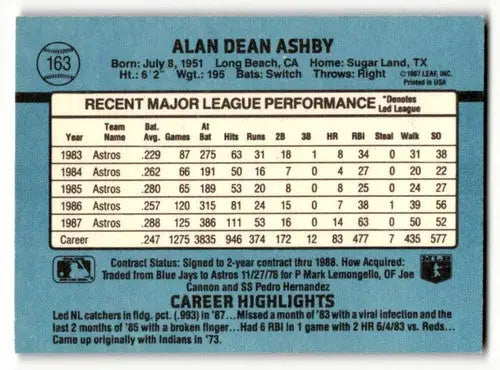 163
ALAN DEAN ASHBY
Born: July 8, 1951 Long Beach, CA Home: Sugar Land, TX
Ht.: 6'2" Wgt.: 195 Bats: Switch Throws: Right
©1987 LEAF, INC.
Printed in USA
RECENT MAJOR LEAGUE PERFORMANCE *Denotes Led League
Year Team Name Bat. Avg. Games At Bat Hits Runs 2B 3B HR RBI Steal Walk SO
1983 Astros .229 87 275 63 31 18 1 8 34 0 31 38
1984 Astros .262 66 191 50 16 7 0 4 27 0 20 22
1985 Astros .280 65 189 53 20 8 0 8 25 0 24 27
1986 Astros .257 120 315 81 24 15 0 7 38 1 39 56
1987 Astros .288 125 386 111 53 16 0 14 63 0 50 52
Career .247 1275 3835 946 374 172 12 83 477 7 435 577
Contract Status: Signed to 2-year contract thru 1988. How Acquired:
Traded from Blue Jays to Astros 11/27/78 for P Mark Lemongello, OF Joe
Cannon and SS Pedro Hernandez
CAREER HIGHLIGHTS
Led NL catchers in fldg. pct. (.993) in '87...Missed a month of '83 with a viral infection and the
last 2 months of '85 with a broken finger...Had 6 RBI in 1 game with 2 HR 6/4/83 vs. Reds...
Came up originally with Indians in '73.